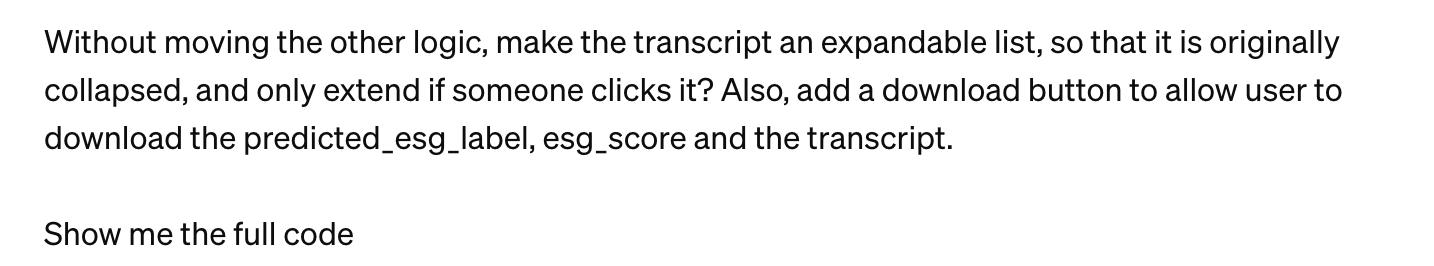 Without moving the other logic, make the transcript an expandable list, so that it is originally
collapsed, and only extend if someone clicks it? Also, add a download button to allow user to
download the predicted_esg_label, esg_score and the transcript.
Show me the full code